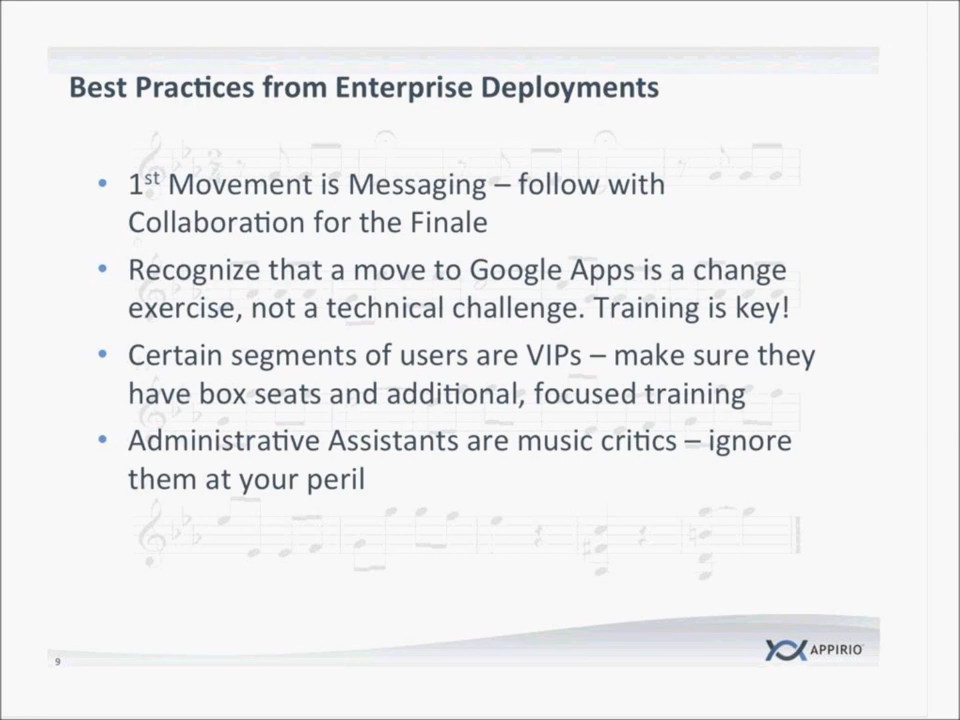 Best Practices from Enterprise Deployments
• 1st Movement is Messaging – follow with
Collaboration for the Finale
• Recognize that a move to Google Apps is a change
exercise, not a technical challenge. Training is key!
• Certain segments of users are VIPs – make sure they
have box seats and additional, focused training
• Administrative Assistants are music critics – ignore
them at your peril
9
APPIRIO